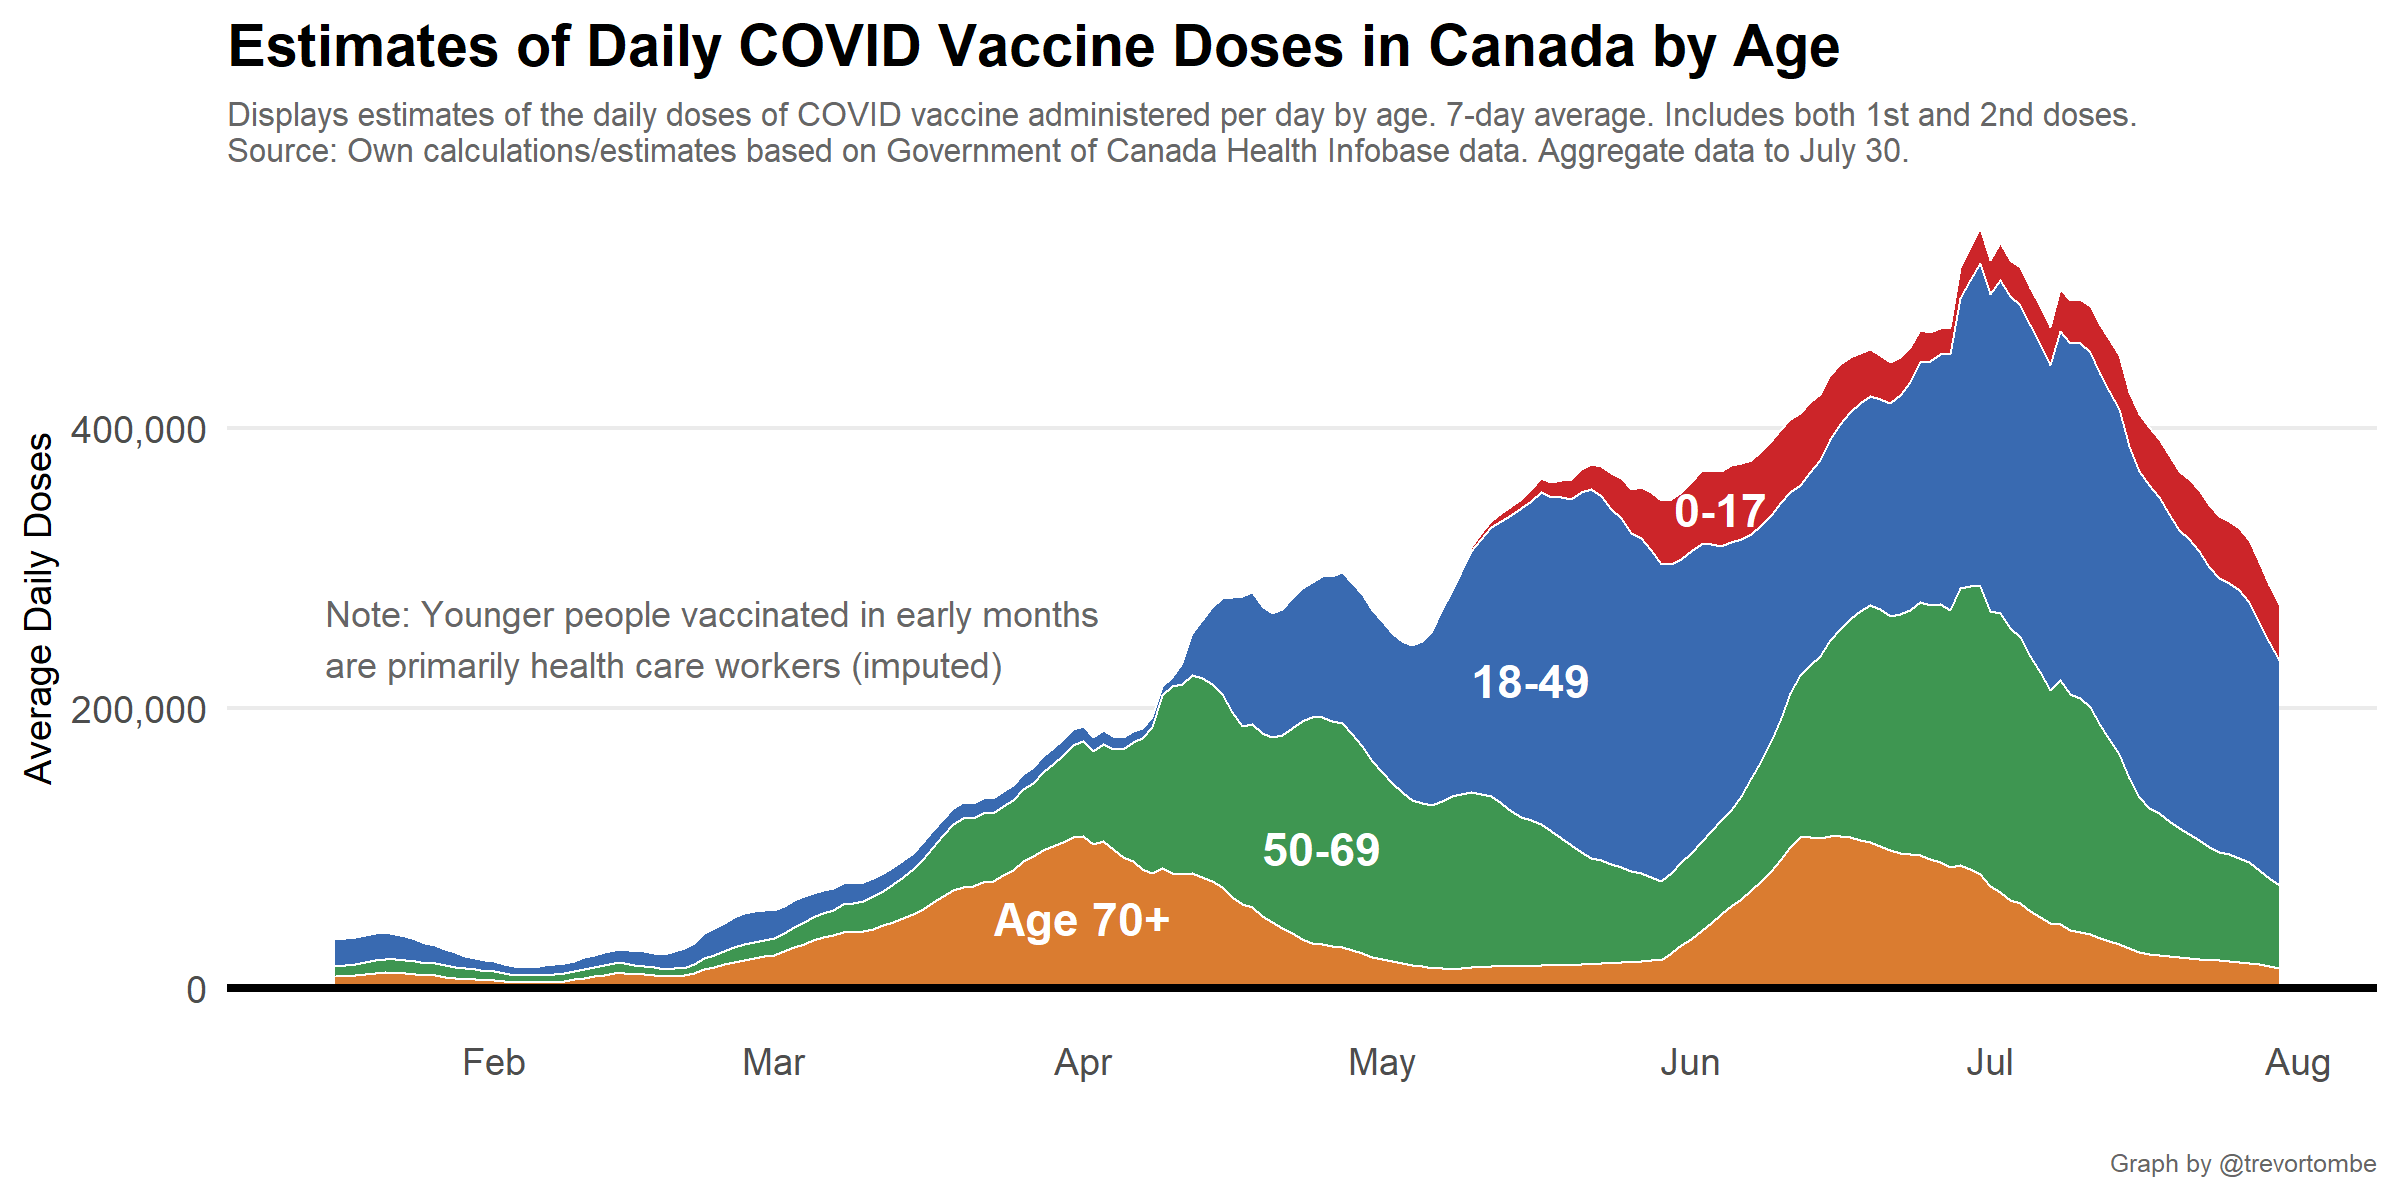 Estimates of Daily COVID Vaccine Doses in Canada by Age
Displays estimates of the daily doses of COVID vaccine administered per day by age. 7-day average. Includes both 1st and 2nd doses.
Source: Own calculations/estimates based on Government of Canada Health Infobase data. Aggregate data to July 30.
Average Daily Doses
400,000
200,000
0
Note: Younger people vaccinated in early months
are primarily health care workers (imputed)
0-17
18-49
50-69
Age 70+
Feb
Mar
Apr
May
Jun
Jul
Aug
Graph by @trevortombe